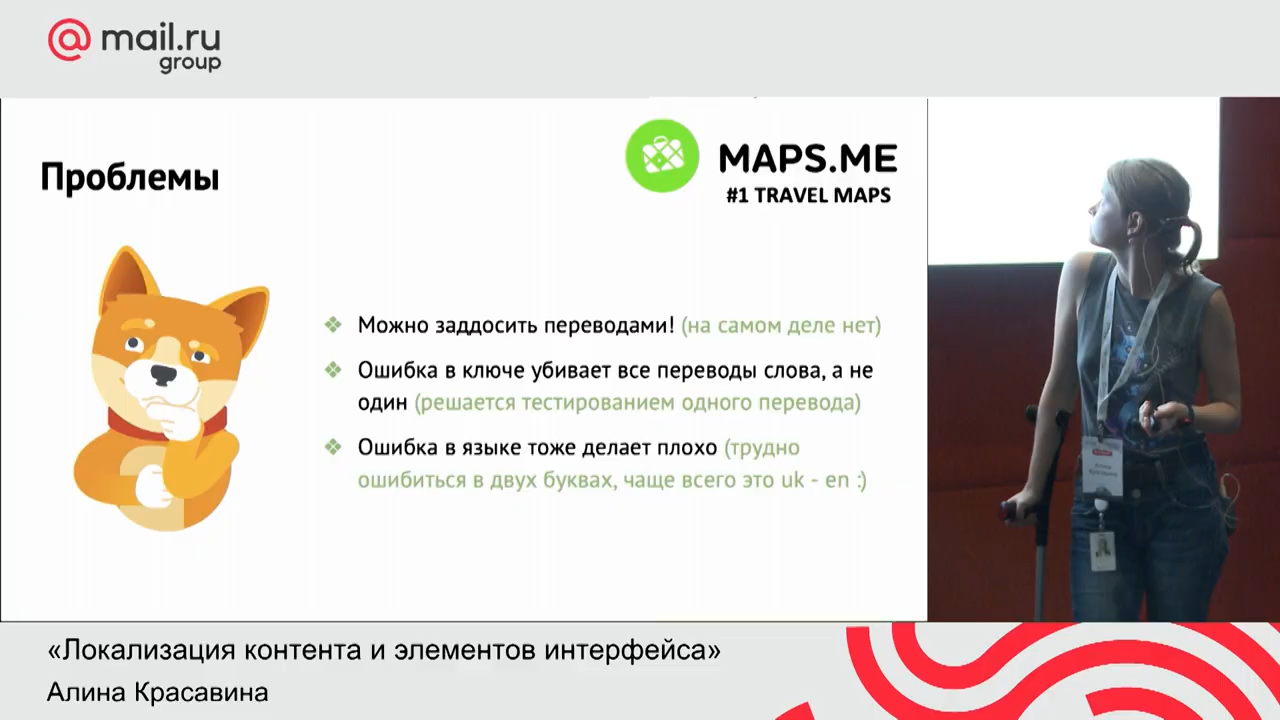 @mail.ru
group
Проблемы
MAPS.ME
#1 TRAVEL MAPS
❖ Можно заддосить переводами! (на самом деле нет)
❖ Ошибка в ключе убивает все переводы слова, а не
один (решается тестированием одного перевода)
❖ Ошибка в языке тоже делает плохо (трудно
ошибиться в двух буквах, чаще всего это uk - en :)
«Локализация контента и элементов интерфейса»
Алина Красавина